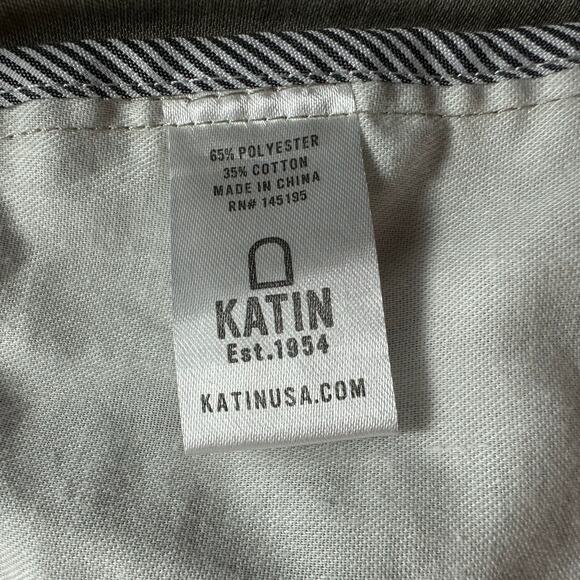 65% POLYESTER
35% COTTON
MADE IN CHINA
RN# 145195
KATIN
Est.1954
KATINUSA.COM